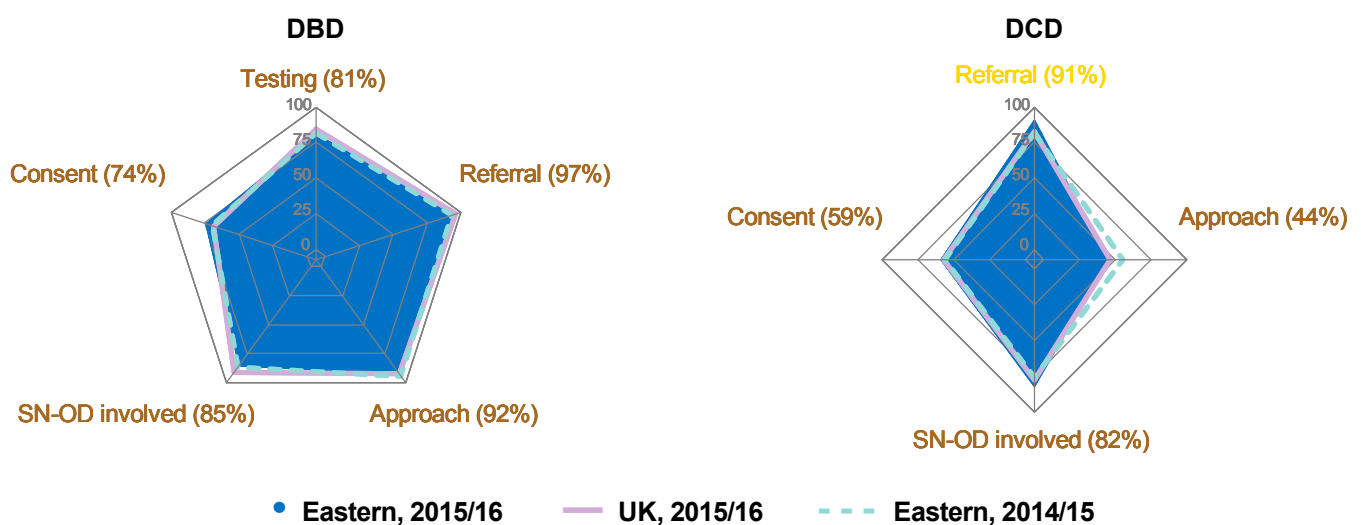 DBD
Testing (81%)
100
75
50
25
0
Consent (74%)
Referral (97%)
SN-OD involved (85%)
Approach (92%)
DCD
Referral (91%)
100
75
50
25
0
Consent (59%)
Approach (44%)
SN-OD involved (82%)
Eastern, 2015/16
UK, 2015/16
Eastern, 2014/15